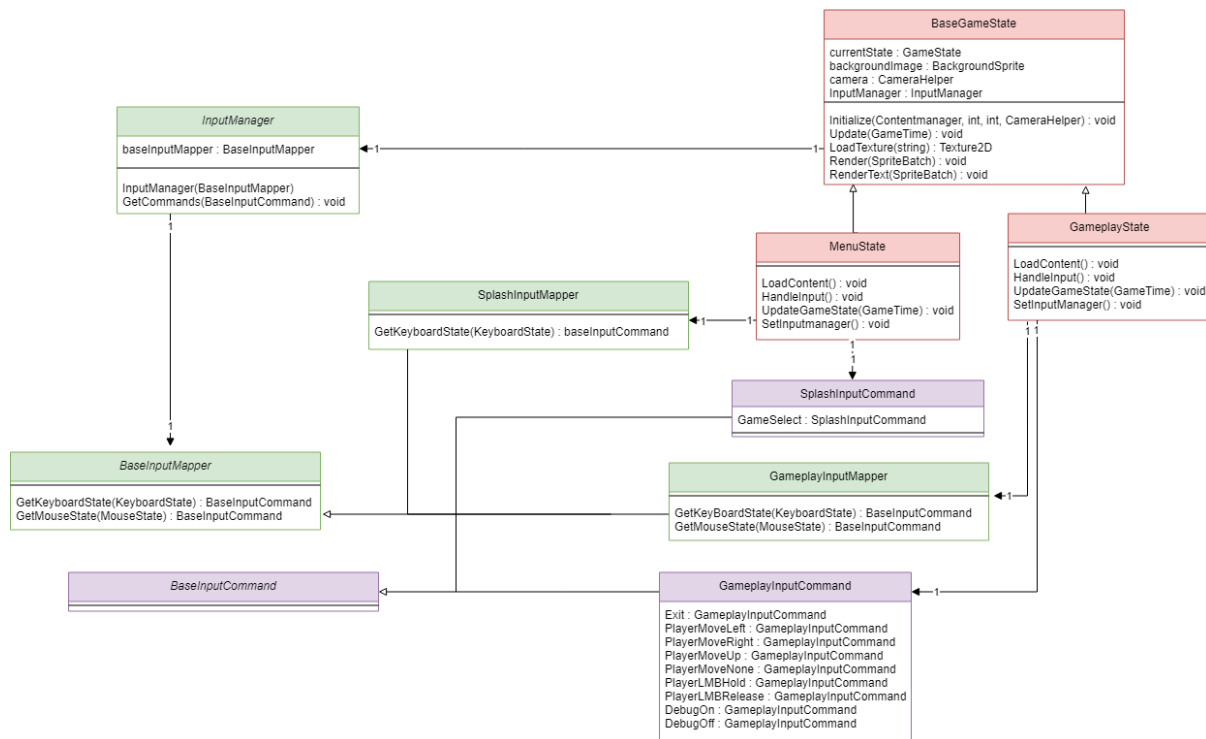 BaseGameState
currentState : GameState
backgroundImage : BackgroundSprite
camera : CameraHelper
InputManager : InputManager
Initialize(Contentmanager, int, int, CameraHelper) : void
Update(GameTime) : void
LoadTexture(string) : Texture2D
Render(SpriteBatch) : void
RenderText(SpriteBatch) : void
InputManager
baseInputMapper : BaseInputMapper
InputManager(BaseInputMapper)
GetCommands(BaseInputCommand) : void
1
1
1
1
MenuState
LoadContent() : void
HandleInput() : void
UpdateGameState(GameTime) : void
SetInputmanager() : void
GameplayState
LoadContent() : void
HandleInput() : void
UpdateGameState(GameTime) : void
SetInputManager() : void
SplashInputMapper
GetKeyboardState(KeyboardState) : baseInputCommand
1
1
1
1
1
1
SplashInputCommand
GameSelect : SplashInputCommand
BaseInputMapper
GetKeyboardState(KeyboardState) : BaseInputCommand
GetMouseState(MouseState) : BaseInputCommand
GameplayInputMapper
GetKeyBoardState(KeyboardState) : BaseInputCommand
GetMouseState(MouseState) : BaseInputCommand
1
BaseInputCommand
GameplayInputCommand
1
Exit : GameplayInputCommand
PlayerMoveLeft : GameplayInputCommand
PlayerMoveRight : GameplayInputCommand
PlayerMoveUp : GameplayInputCommand
PlayerMoveNone : GameplayInputCommand
PlayerLMBHold : GameplayInputCommand
PlayerLMBRelease : GameplayInputCommand
DebugOn : GameplayInputCommand
DebugOff : GameplayInputCommand